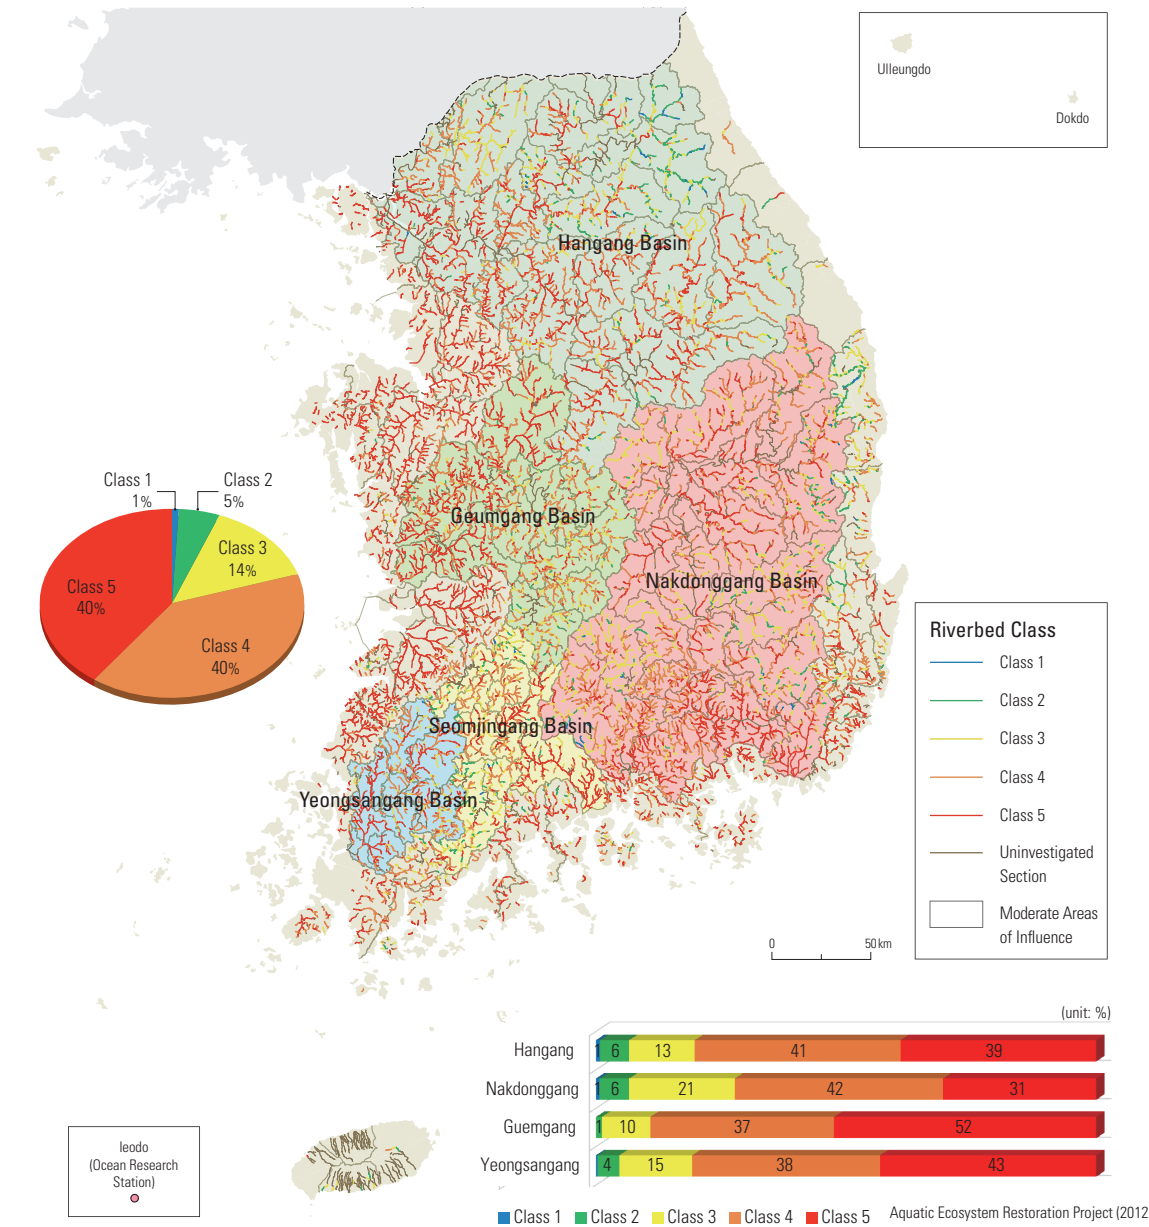 Ulleungdo
Dokdo
Hangang Basin
Class 1
1%
Class 2
5%
Class 3
14%
Class 5
40%
Class 4
40%
Geumgang Basin
Nakdonggang Basin
Seomjingang Basin
Yeongsangang Basin
Riverbed Class
Class 1
Class 2
Class 3
Class 4
Class 5
Uninvestigated
Section
Moderate Areas
of Influence
0 50 km
(unit: %)
Hangang 1 6 13 41 39
Nakdonggang 1 6 21 42 31
Guemgang 1 10 37 52
Yeongsangang 4 15 38 43
Ieodo
(Ocean Research
Station)
Class 1 Class 2 Class 3 Class 4 Class 5
Aquatic Ecosystem Restoration Project (2012